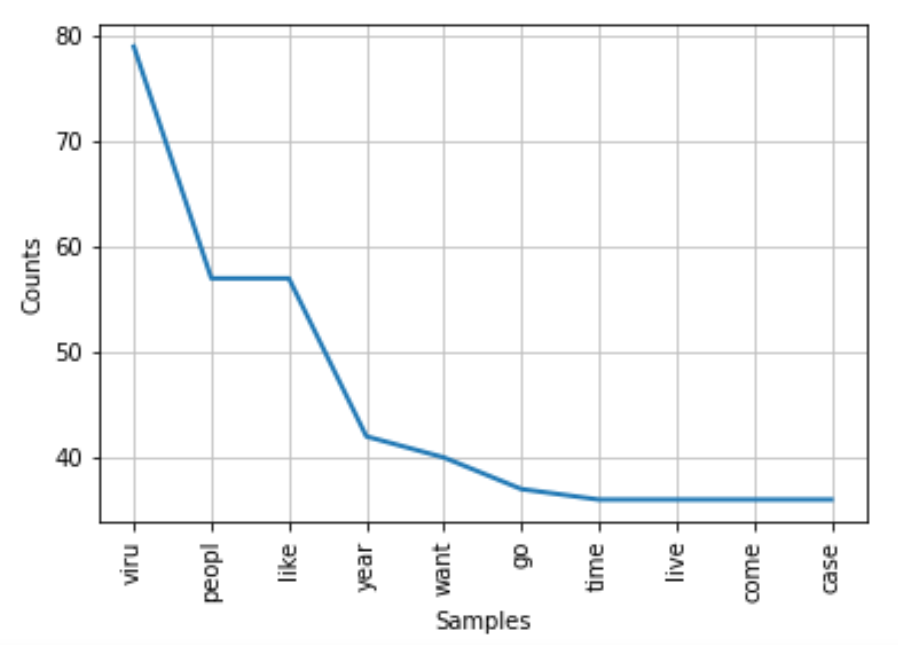 80
70
60
50
40
Counts
viru
peopl
like
year
want
go
time
live
come
case
Samples